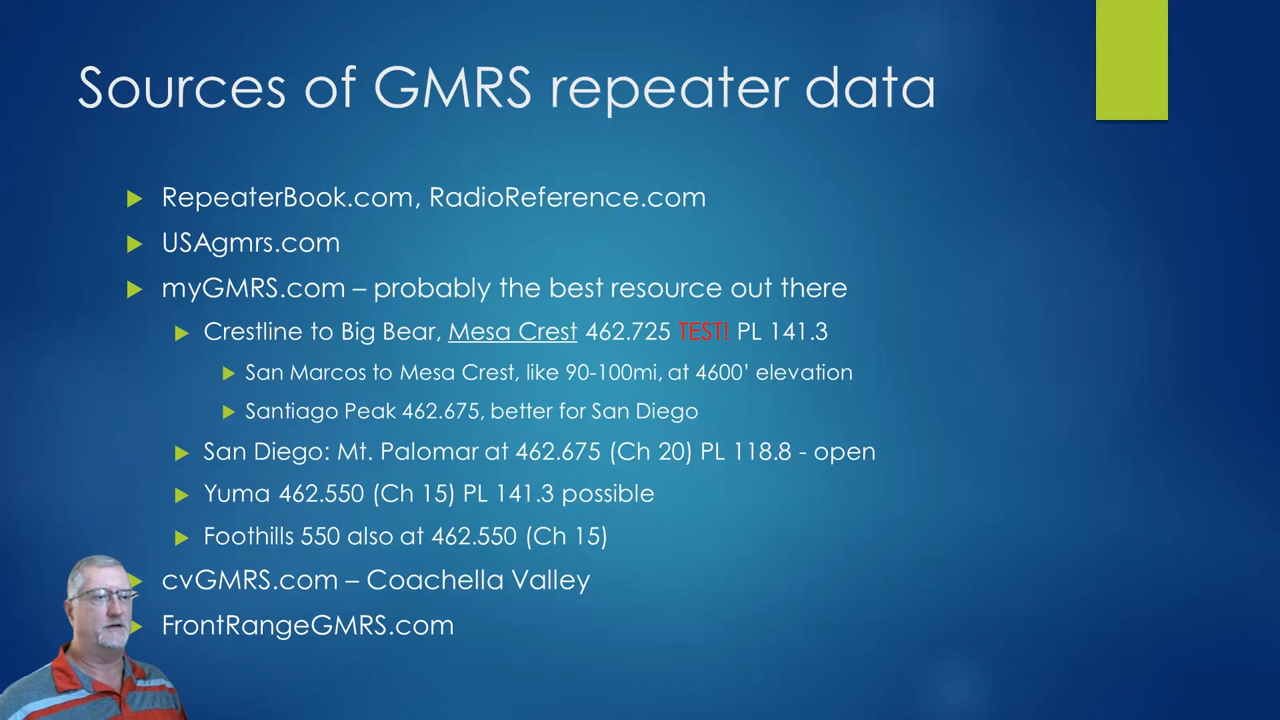 Sources of GMRS repeater data
RepeaterBook.com, RadioReference.com
USAgmrs.com
myGMRS.com – probably the best resource out there
Crestline to Big Bear, Mesa Crest 462.725 TEST! PL 141.3
San Marcos to Mesa Crest, like 90-100mi, at 4600’ elevation
Santiago Peak 462.675, better for San Diego
San Diego: Mt. Palomar at 462.675 (Ch 20) PL 118.8 - open
Yuma 462.550 (Ch 15) PL 141.3 possible
Foothills 550 also at 462.550 (Ch 15)
cvGMRS.com – Coachella Valley
FrontRangeGMRS.com